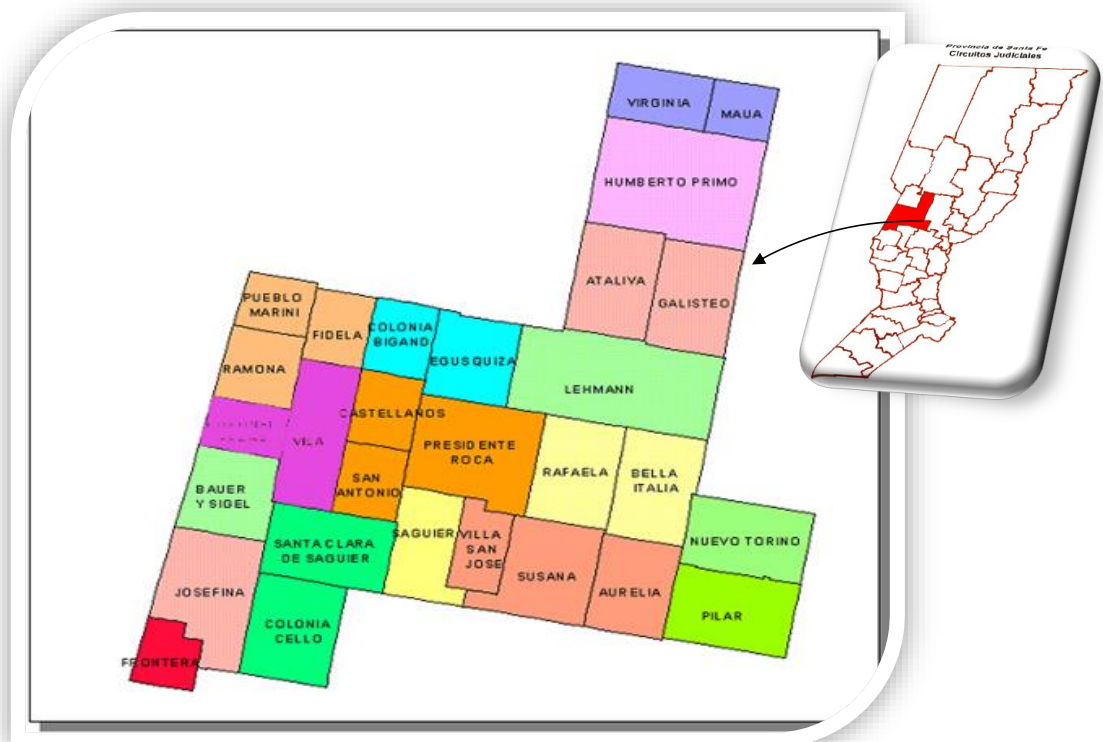 Provincia de Santa Fe
Circuitos Judiciales
VIRGINIA
MAUA
HUMBERTO PRIMO
ATALIVA
GALISTEO
PUEBLO
MARINI
FIDELA
COLONIA
BIGAND
EGUSQUIZA
RAMONA
LEHMANN
CASTELLANOS
VILA
PRESIDENTE
ROCA
RAFAELA
BELLA
ITALIA
SAN
ANTONIO
BAUER
Y SIGEL
SANTA CLARA
DE SAGUIER
SAGUIER
VILLA
SAN
JOSE
SUSANA
AURELIA
NUEVO TORINO
PILAR
JOSEFINA
COLONIA
CELLO
FRONTERA